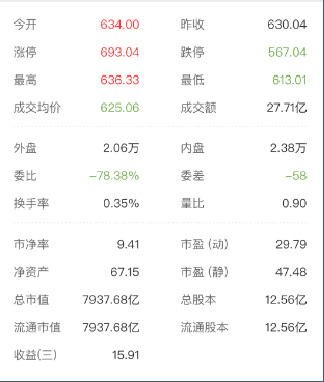 今开 634.00 昨收 630.04
涨停 693.04 跌停 567.04
最高 636.33 最低 613.01
成交均价 625.06 成交额 27.71亿
外盘 2.06万 内盘 2.38万
委比 -78.38% 委差 -58
换手率 0.35% 量比 0.90
市净率 9.41 市盈(动) 29.79
净资产 67.15 市盈(静) 47.48
总市值 7937.68亿 总股本 12.56亿
流通市值 7937.68亿 流通股本 12.56亿
收益(三) 15.91